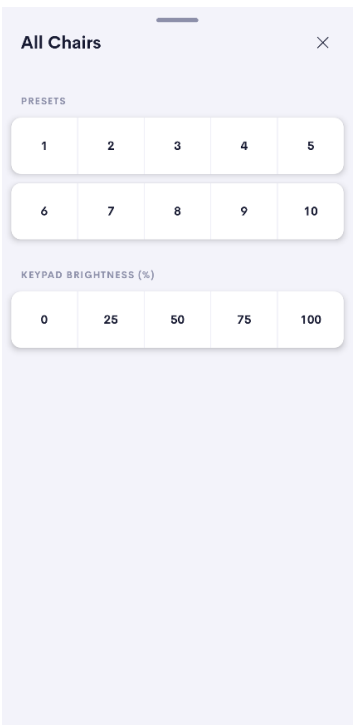 All Chairs
PRESETS
1 2 3 4 5
6 7 8 9 10
KEYPAD BRIGHTNESS (%)
0 25 50 75 100